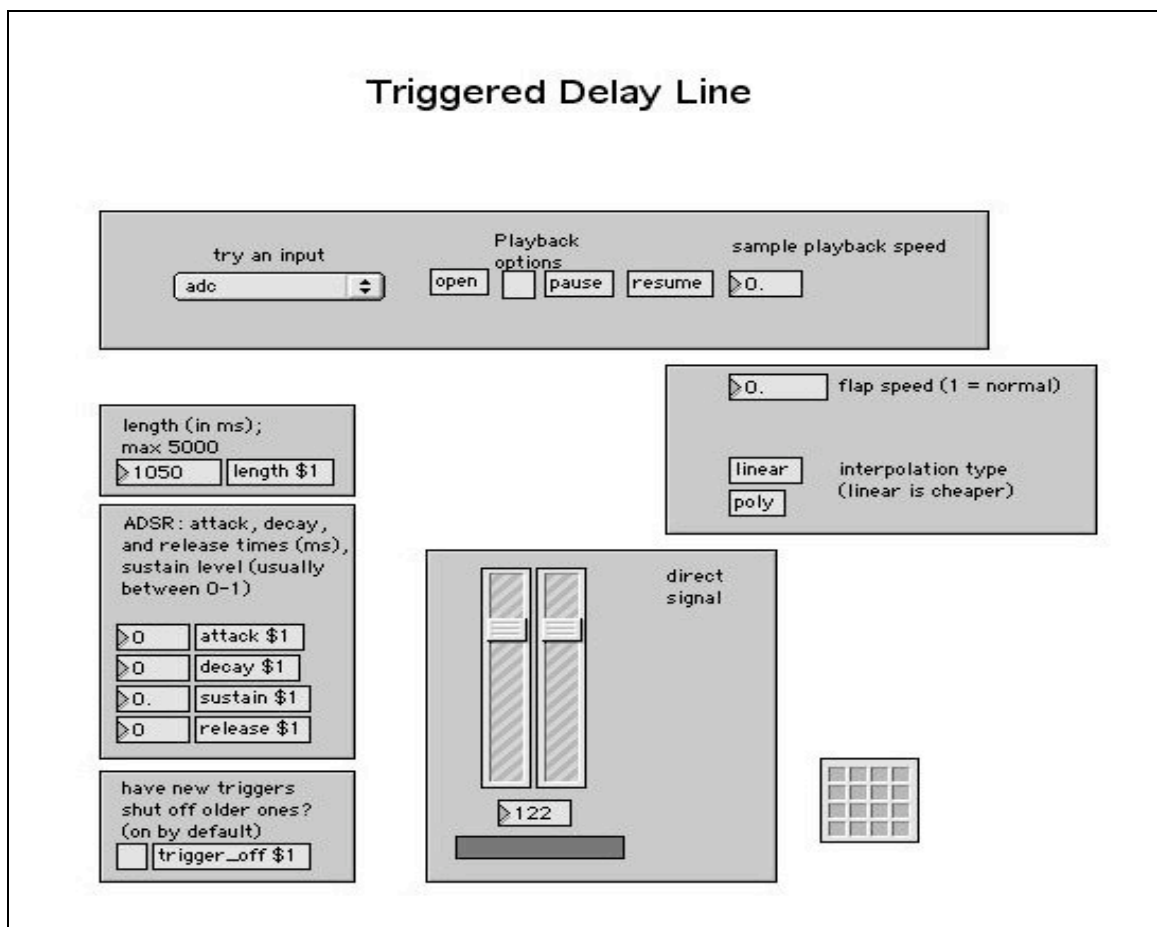 Triggered Delay Line
try an input
adc
Playback
options
open
pause
resume
sample playback speed
0.
0.
flap speed (1 = normal)
linear
poly
interpolation type
(linear is cheaper)
length (in ms);
max 5000
1050
length $1
ADSR: attack, decay,
and release times (ms),
sustain level (usually
between 0-1)
0
attack $1
0
decay $1
0.
sustain $1
0
release $1
direct
signal
122
have new triggers
shut off older ones?
(on by default)
trigger_off $1